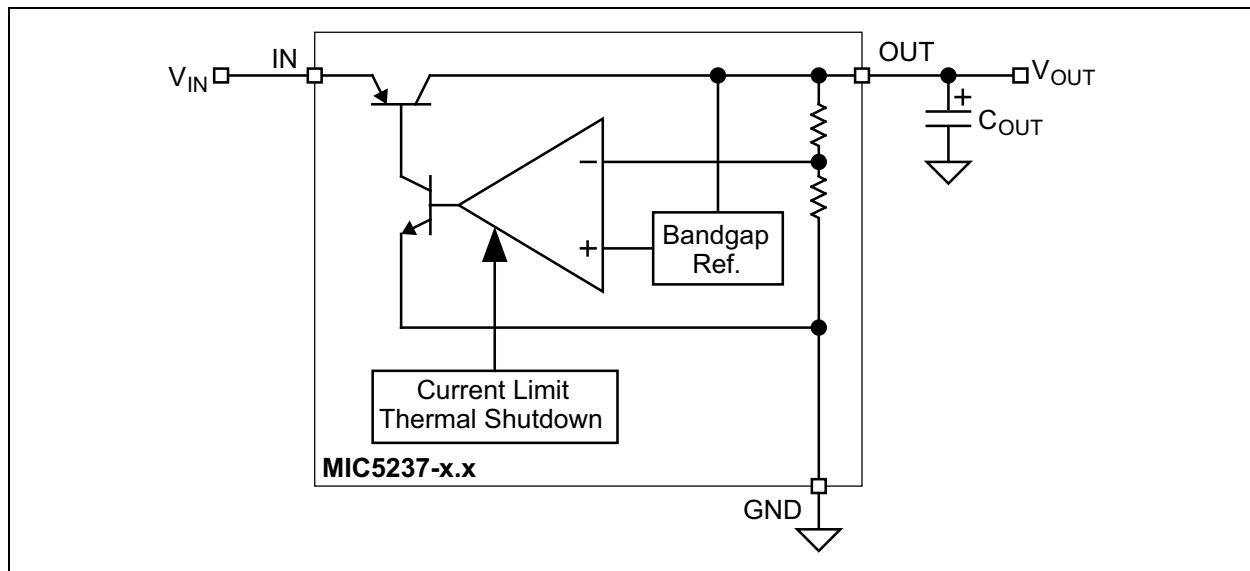 IN
OUT
V_IN
V_OUT
+
C_OUT
−
+
Bandgap
Ref.
Current Limit
Thermal Shutdown
MIC5237-x.x
GND